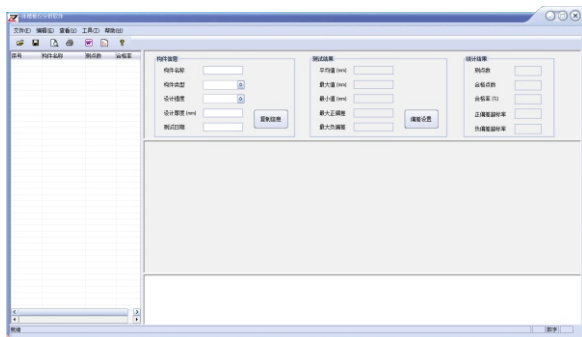 文件(F) 编辑(E) 查看(V) 工具(T) 帮助(H)
序号 构件名称 测点数 合格率
构件信息 测试结果 统计结果
构件名称 平均值(mm) 测点数
构件类型 最大值(mm) 合格点数
设计强度 最小值(mm) 合格率(%)
设计厚度(mm) 最大正偏差 正偏差超标率
复制信息 偏差设置
测试日期 最大负偏差 负偏差超标率
就绪 数字